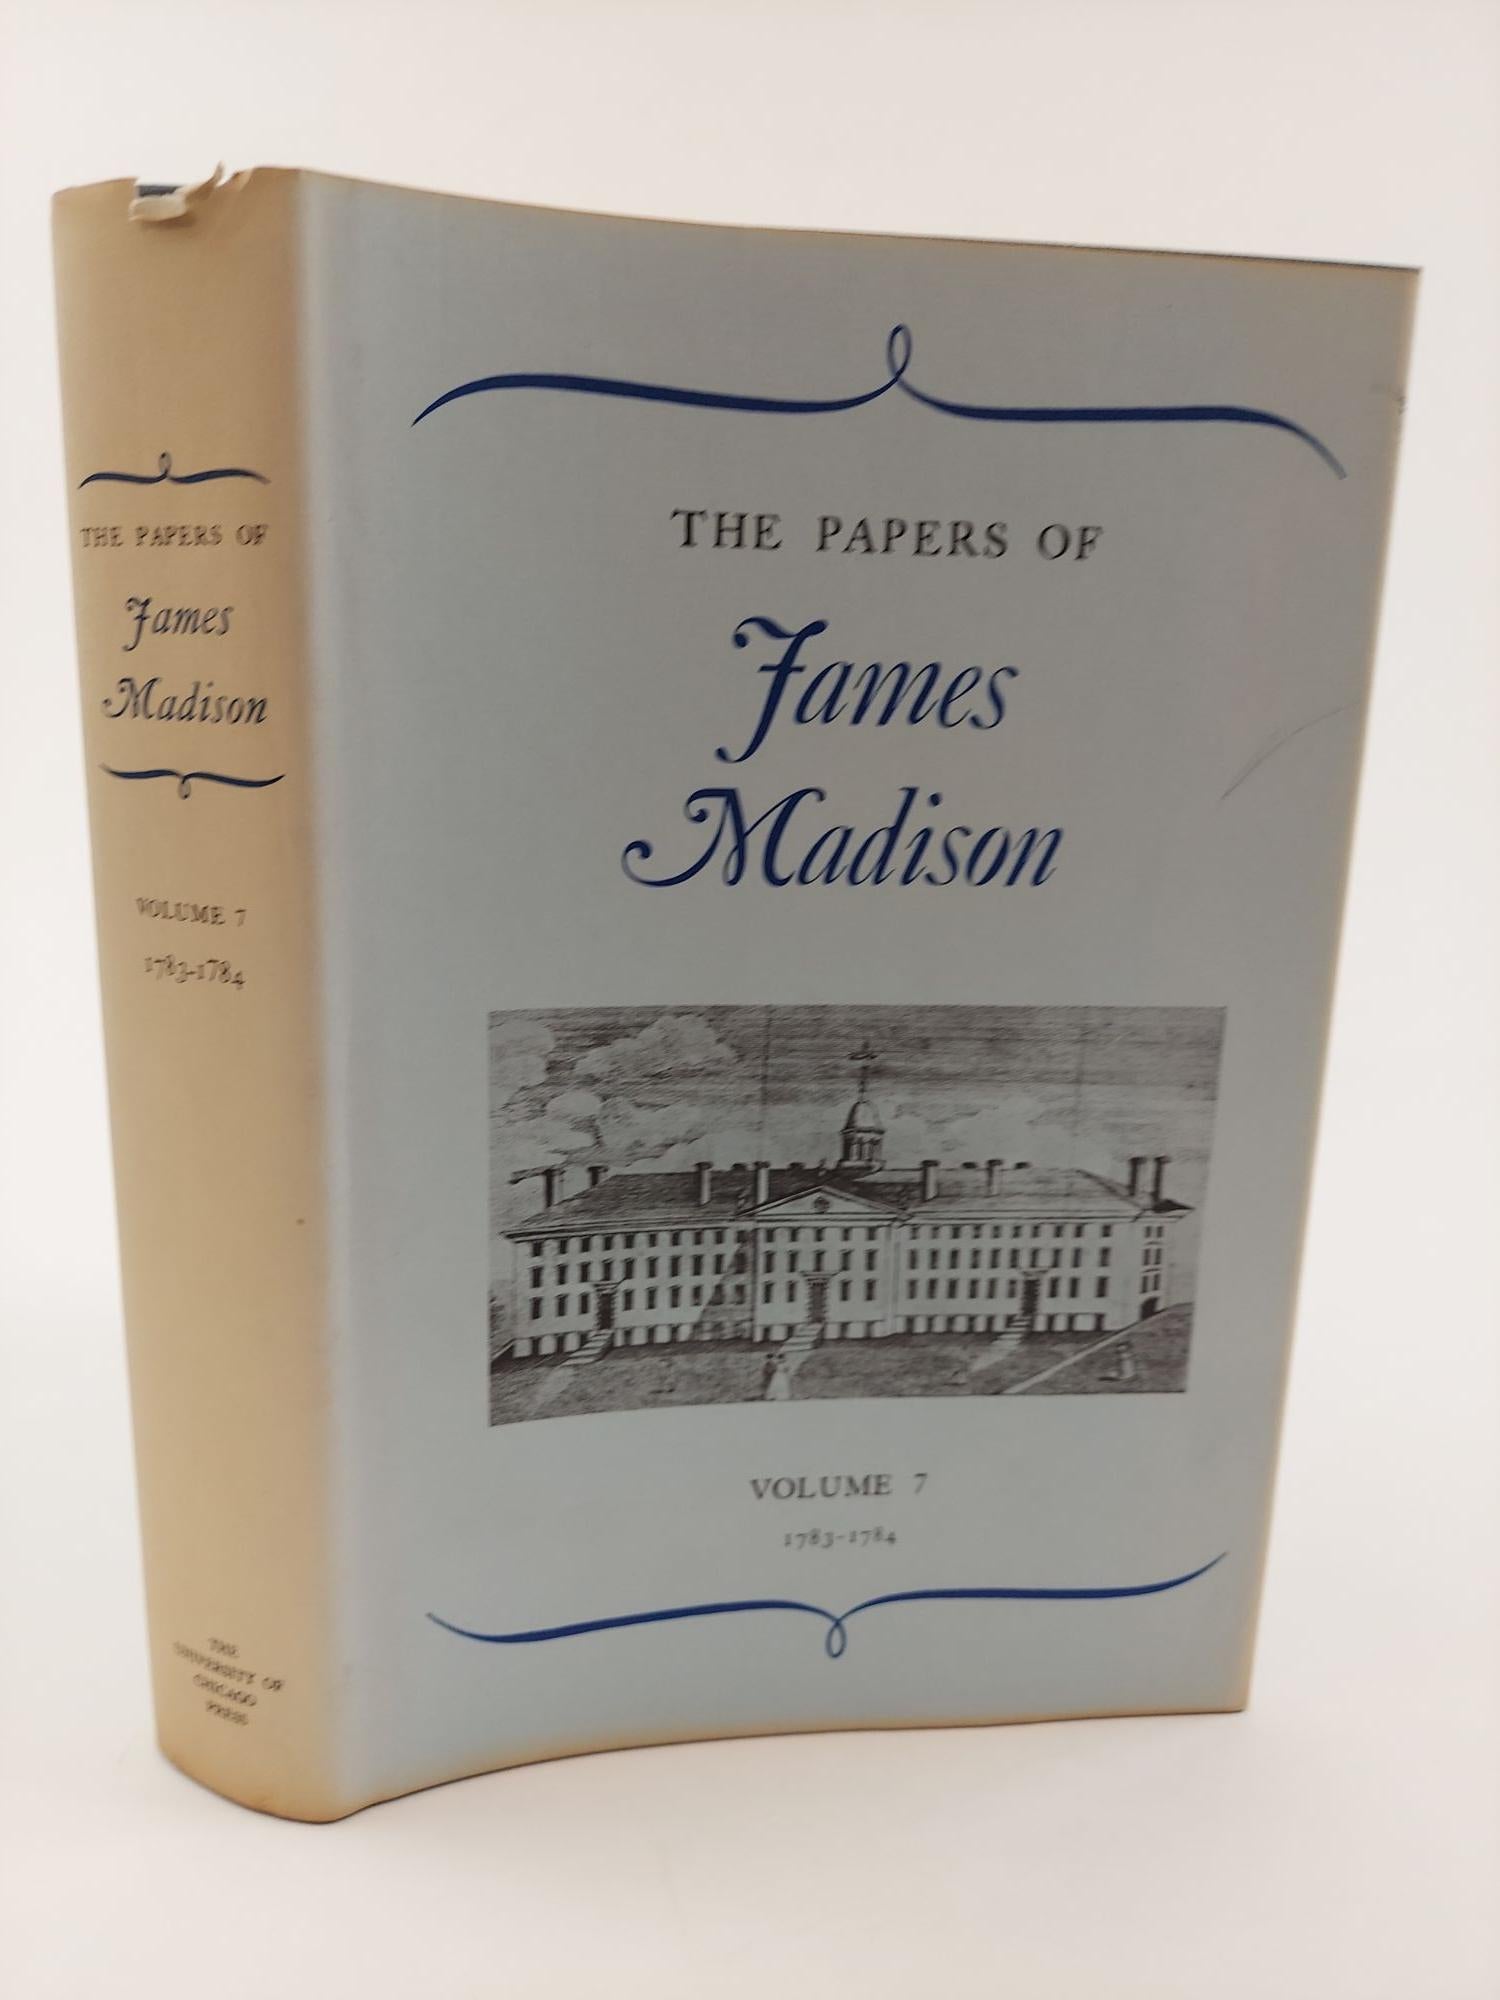 THE PAPERS OF
James
Madison
VOLUME 7
1783-1784
THE
UNIVERSITY OF
CHICAGO
PRESS
THE PAPERS OF
James
Madison
VOLUME 7
1783-1784